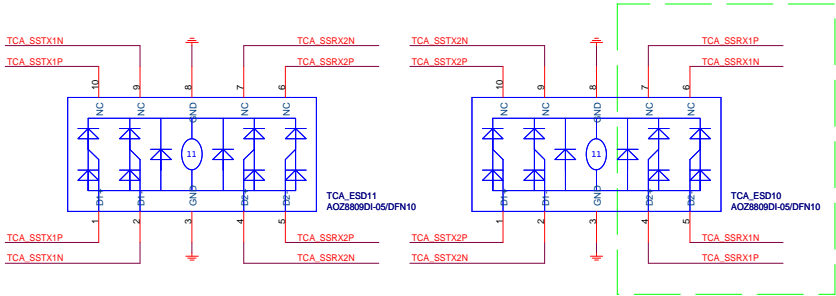 TCA_SSTX1N TCA_SSRX2N TCA_SSTX2N TCA_SSRX1P
TCA_SSTX1P TCA_SSRX2P TCA_SSTX2P TCA_SSRX1N
10 9 8 7 6 10 9 8 7 6
NC NC GND NC NC NC NC GND NC NC
11 11
TCA_ESD11 TCA_ESD10
AOZ8809DI-05/DFN10 AOZ8809DI-05/DFN10
D1+ D1- GND D2+ D2- D1+ D1- GND D2+ D2-
1 2 3 4 5 1 2 3 4 5
TCA_SSTX1P TCA_SSRX2P TCA_SSTX2P TCA_SSRX1N
TCA_SSTX1N TCA_SSRX2N TCA_SSTX2N TCA_SSRX1P